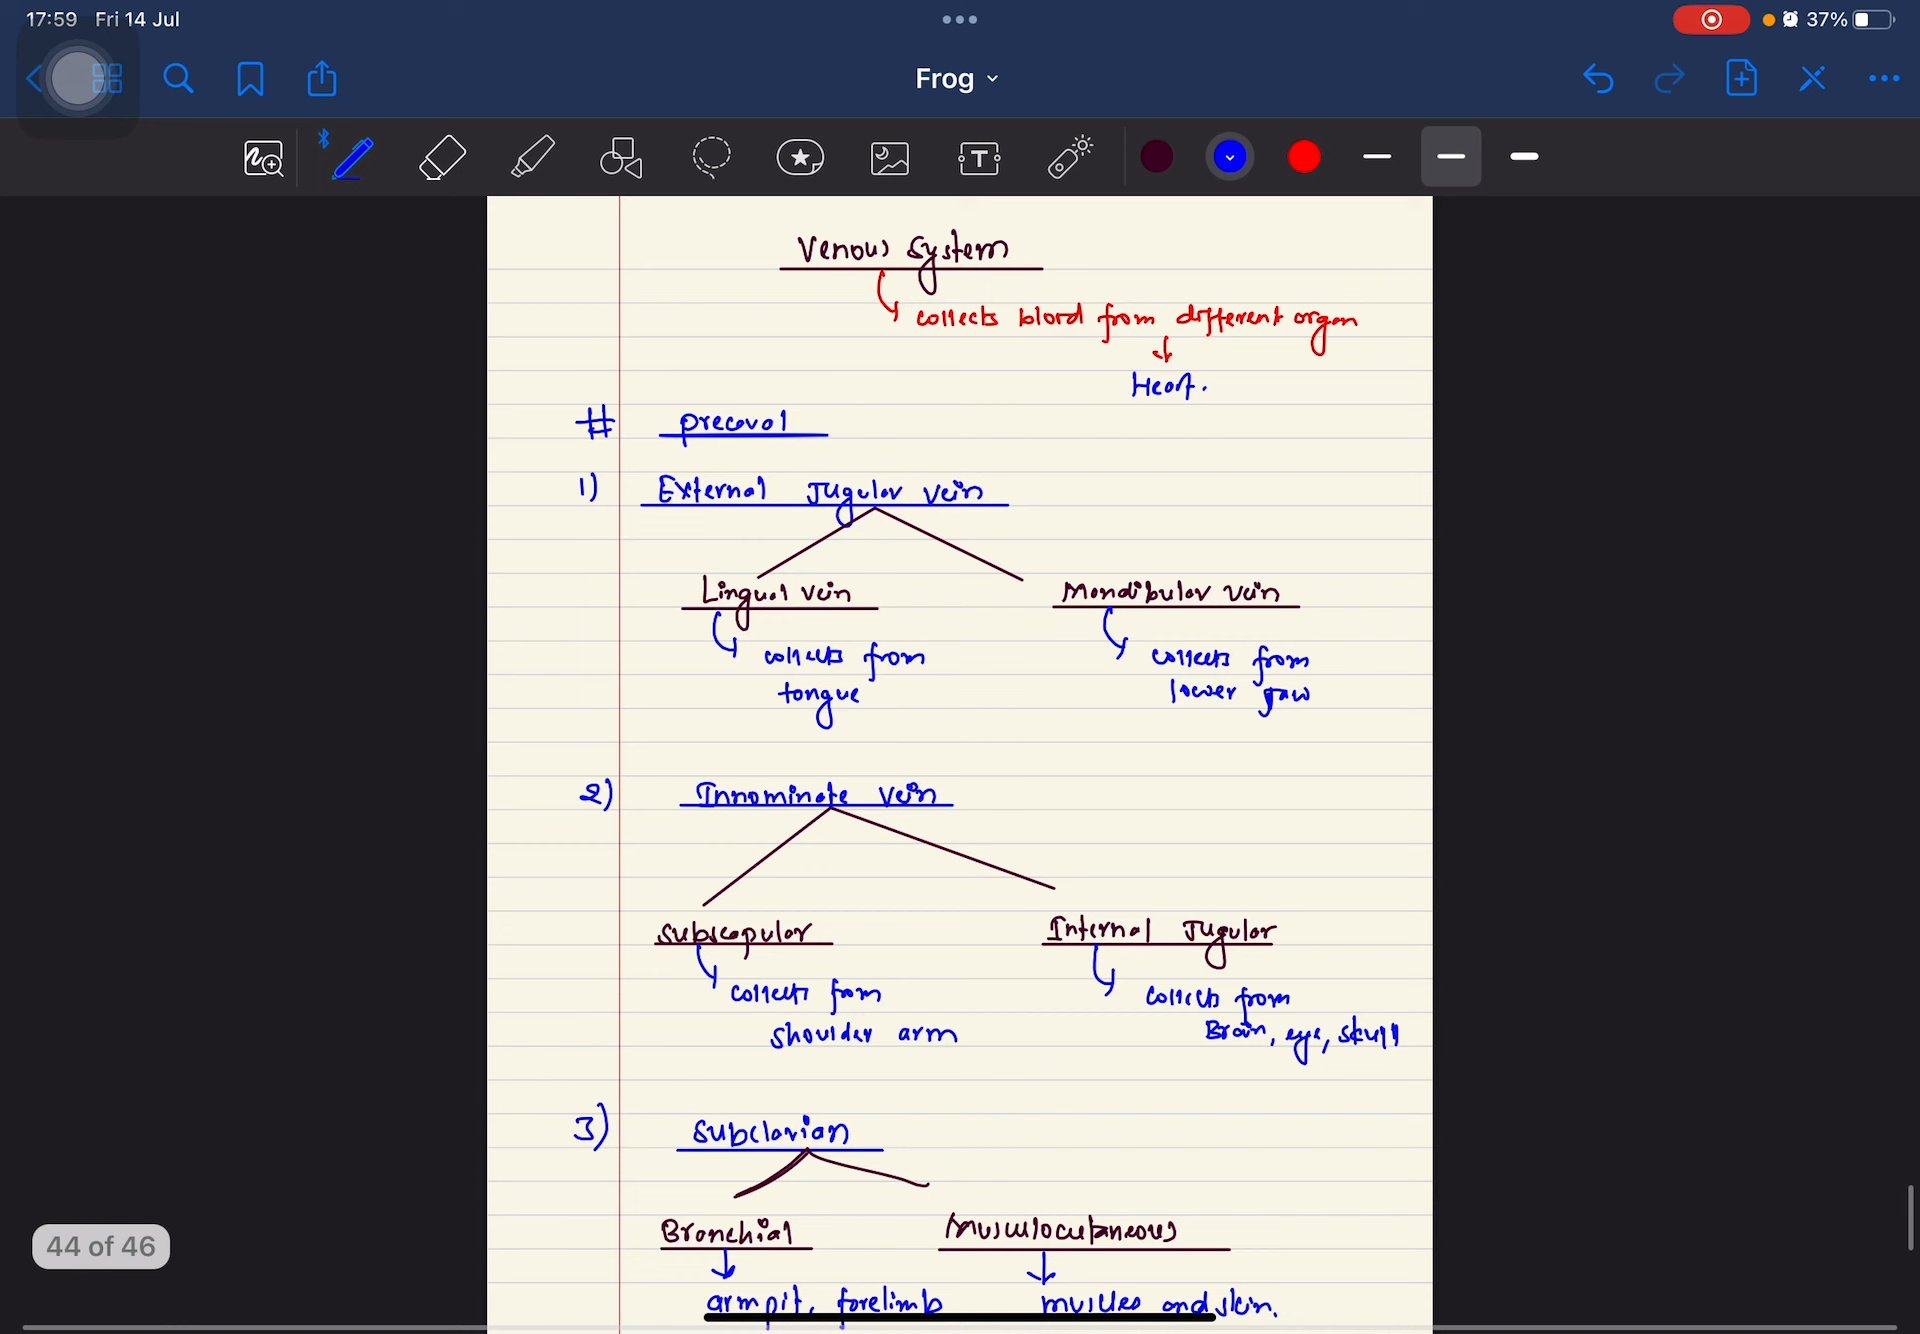 17:59 Fri 14 Jul
37%
Frog
T
Venous System
collects blood from different organ
Heart.
# precaval
1) External Jugular vein
Lingual vein Mandibular vein
collects from collects from
tongue lower jaw
2) Innominate vein
Subscapular Internal Jugular
collects from collects from
shoulder arm Brain, eye, skull
3) Subclavian
Bronchial Musculocutaneous
armpit, forelimb muscles and skin.
44 of 46